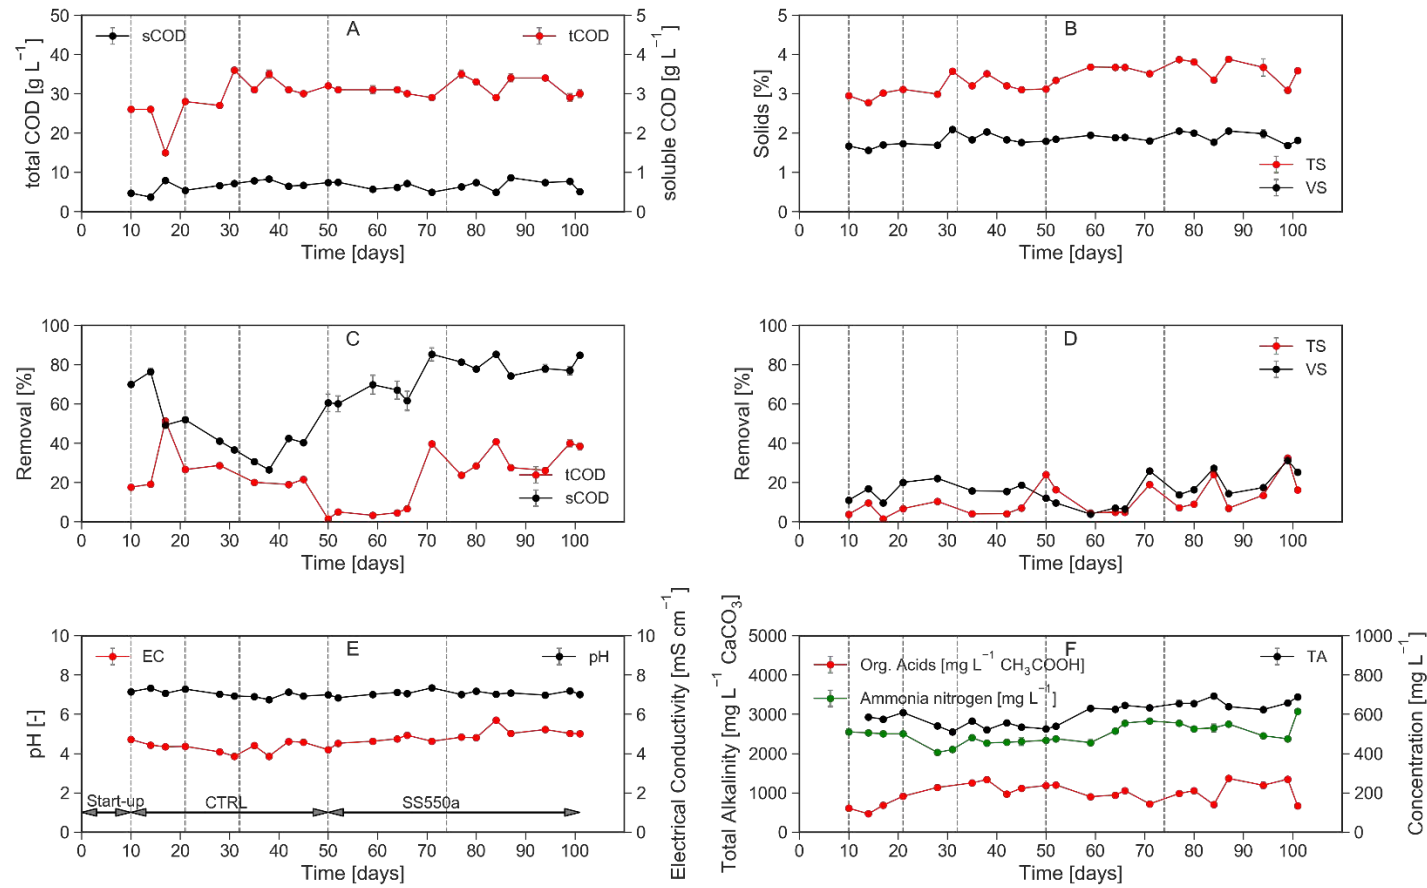 A
sCOD
tCOD
total COD [g L⁻¹]
50
40
30
20
10
0
soluble COD [g L⁻¹]
5
4
3
2
1
0
0 10 20 30 40 50 60 70 80 90 100
Time [days]
B
Solids [%]
5
4
3
2
1
0
TS
VS
0 10 20 30 40 50 60 70 80 90 100
Time [days]
C
Removal [%]
100
80
60
40
20
0
tCOD
sCOD
0 10 20 30 40 50 60 70 80 90 100
Time [days]
D
Removal [%]
100
80
60
40
20
0
TS
VS
0 10 20 30 40 50 60 70 80 90 100
Time [days]
E
EC
pH
pH [-]
10
8
6
4
2
0
Electrical Conductivity [mS cm⁻¹]
10
8
6
4
2
0
Start-up
CTRL
SS550a
0 10 20 30 40 50 60 70 80 90 100
Time [days]
F
Org. Acids [mg L⁻¹ CH₃COOH]
Ammonia nitrogen [mg L⁻¹]
TA
Total Alkalinity [mg L⁻¹ CaCO₃]
5000
4000
3000
2000
1000
0
Concentration [mg L⁻¹]
1000
800
600
400
200
0
0 10 20 30 40 50 60 70 80 90 100
Time [days]